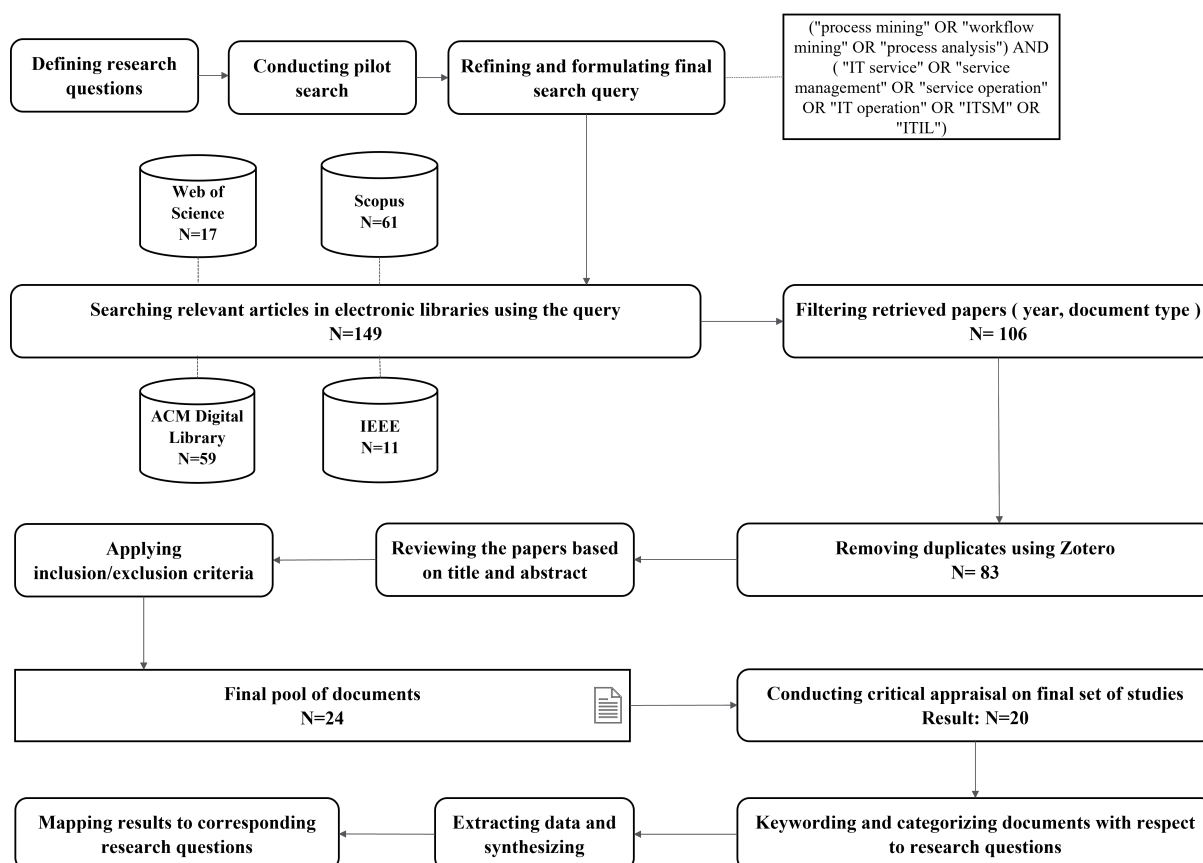 Defining research
questions
Conducting pilot
search
Refining and formulating final
search query
("process mining" OR "workflow
mining" OR "process analysis") AND
( "IT service" OR "service
management" OR "service operation"
OR "IT operation" OR "ITSM" OR
"ITIL")
Web of
Science
N=17
Scopus
N=61
Searching relevant articles in electronic libraries using the query
N=149
Filtering retrieved papers ( year, document type )
N= 106
ACM Digital
Library
N=59
IEEE
N=11
Removing duplicates using Zotero
N= 83
Reviewing the papers based
on title and abstract
Applying
inclusion/exclusion criteria
Final pool of documents
N=24
Conducting critical appraisal on final set of studies
Result: N=20
Keywording and categorizing documents with respect
to research questions
Extracting data and
synthesizing
Mapping results to corresponding
research questions